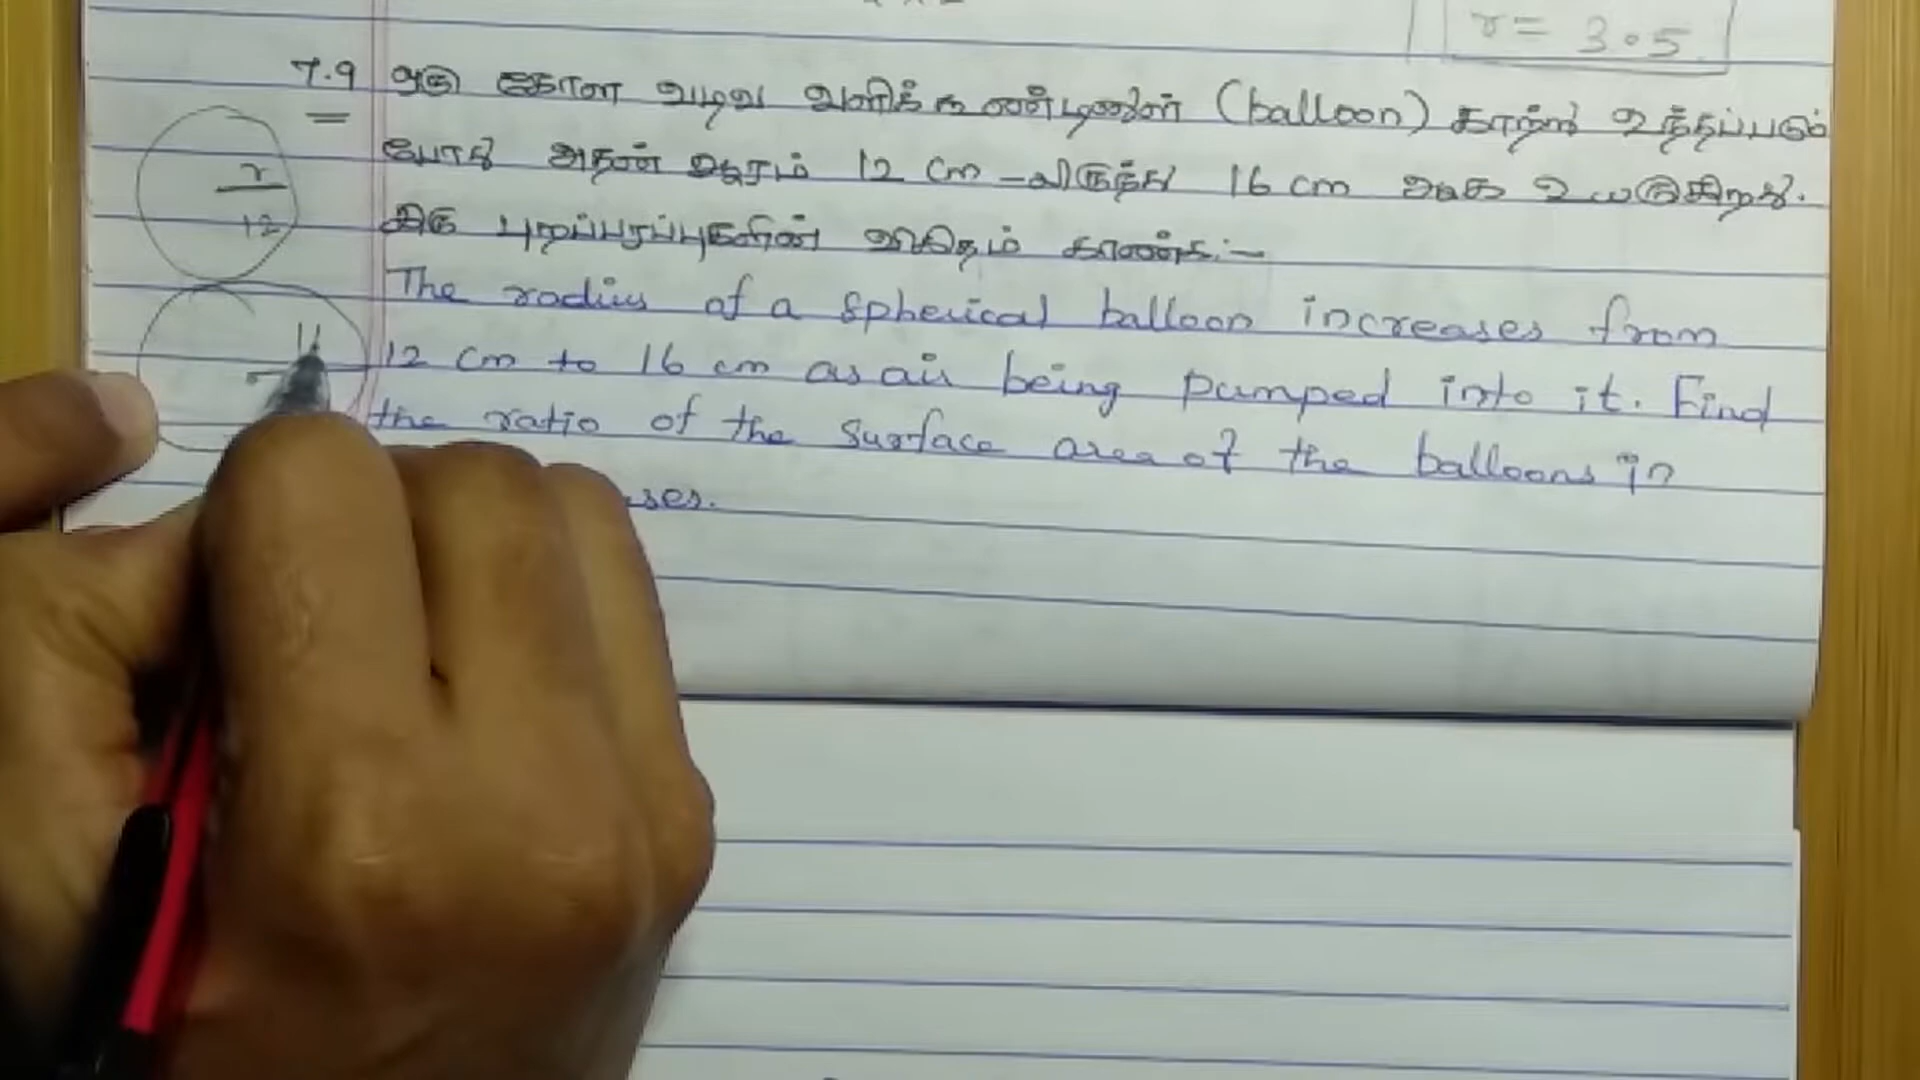 r = 3.5
7.9 ஒரு கோள வடிவ வளிக்கூண்டினுள் (balloon) காற்று உந்தப்படும்
போது அதன் ஆரம் 12 cm -லிருந்து 16 cm ஆக உயருகிறது.
இரு புறப்பரப்புகளின் விகிதம் காண்க:-
r
12
The radius of a spherical balloon increases from
12 cm to 16 cm as air being pumped into it. Find
the ratio of the surface area of the balloons in